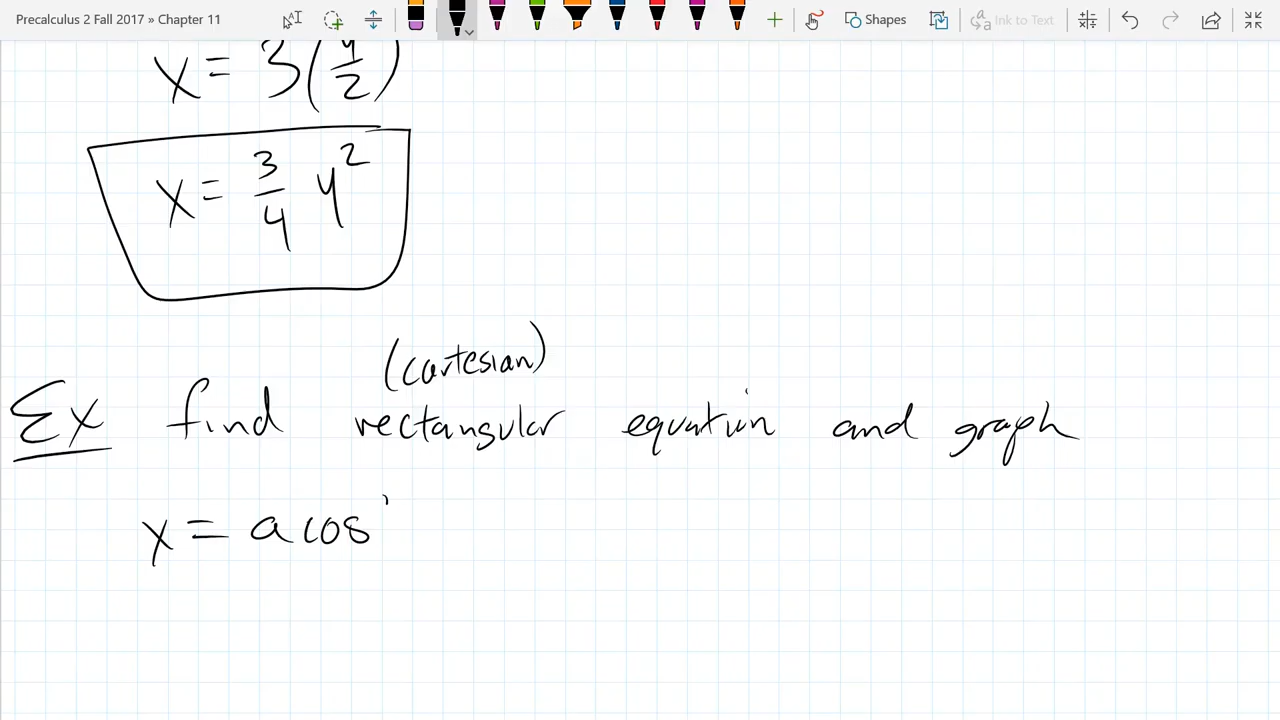 Precalculus 2 Fall 2017 » Chapter 11
Shapes
Ink to Text
x = 3(y/2)
x = 3/4 y²
(cartesian)
Ex find rectangular equation and graph
x = a cos